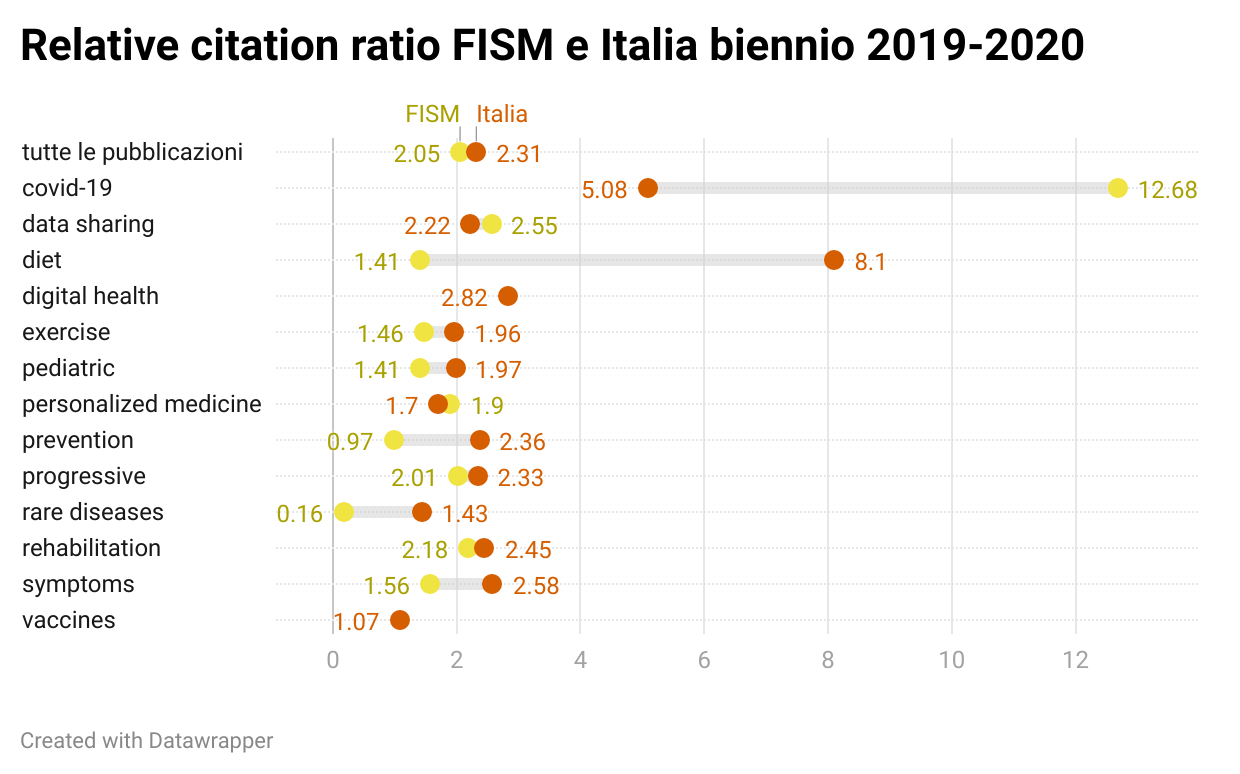 Relative citation ratio FISM e Italia biennio 2019-2020
FISM Italia
tutte le pubblicazioni 2.05 2.31
covid-19 5.08 12.68
data sharing 2.22 2.55
diet 1.41 8.1
digital health 2.82
exercise 1.46 1.96
pediatric 1.41 1.97
personalized medicine 1.7 1.9
prevention 0.97 2.36
progressive 2.01 2.33
rare diseases 0.16 1.43
rehabilitation 2.18 2.45
symptoms 1.56 2.58
vaccines 1.07
0 2 4 6 8 10 12
Created with Datawrapper